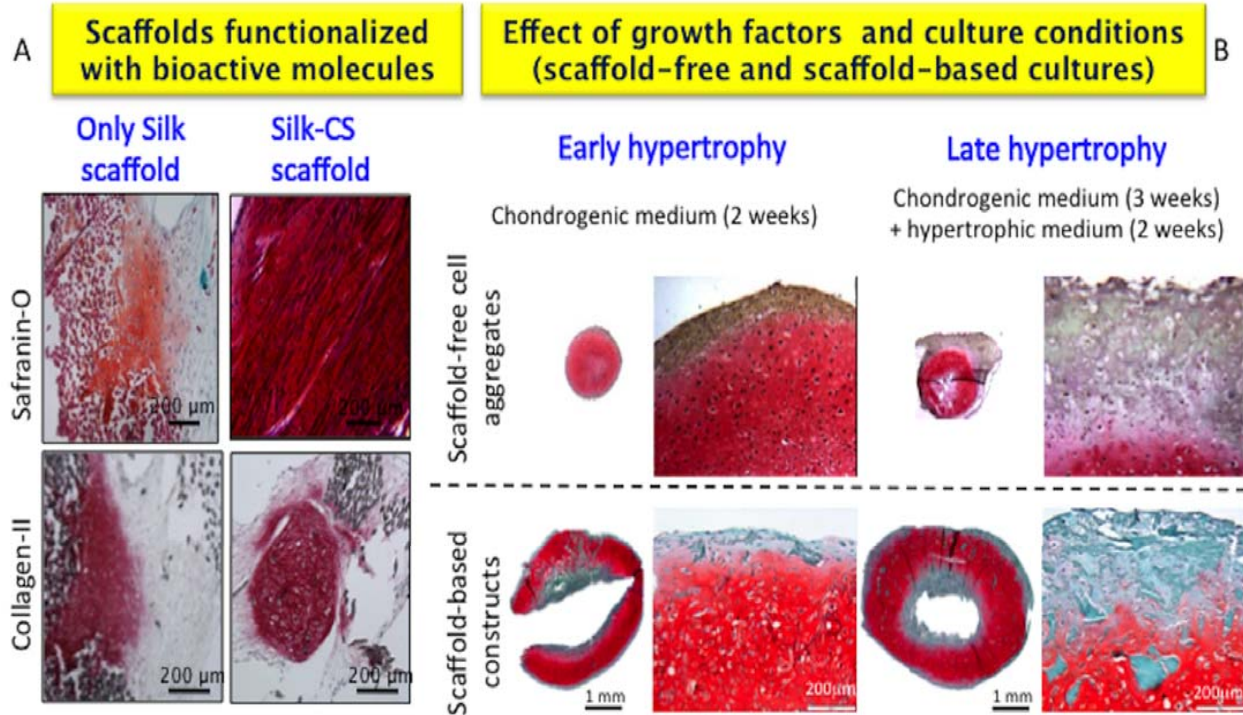 A
Scaffolds functionalized
with bioactive molecules
Only Silk
scaffold
Silk-CS
scaffold
Safranin-O
200 µm
200 µm
Collagen-II
200 µm
200 µm
Effect of growth factors and culture conditions
(scaffold-free and scaffold-based cultures)
B
Early hypertrophy
Late hypertrophy
Chondrogenic medium (2 weeks)
Chondrogenic medium (3 weeks)
+ hypertrophic medium (2 weeks)
Scaffold-free cell
aggregates
Scaffold-based
constructs
1 mm
200µm
1 mm
200µm